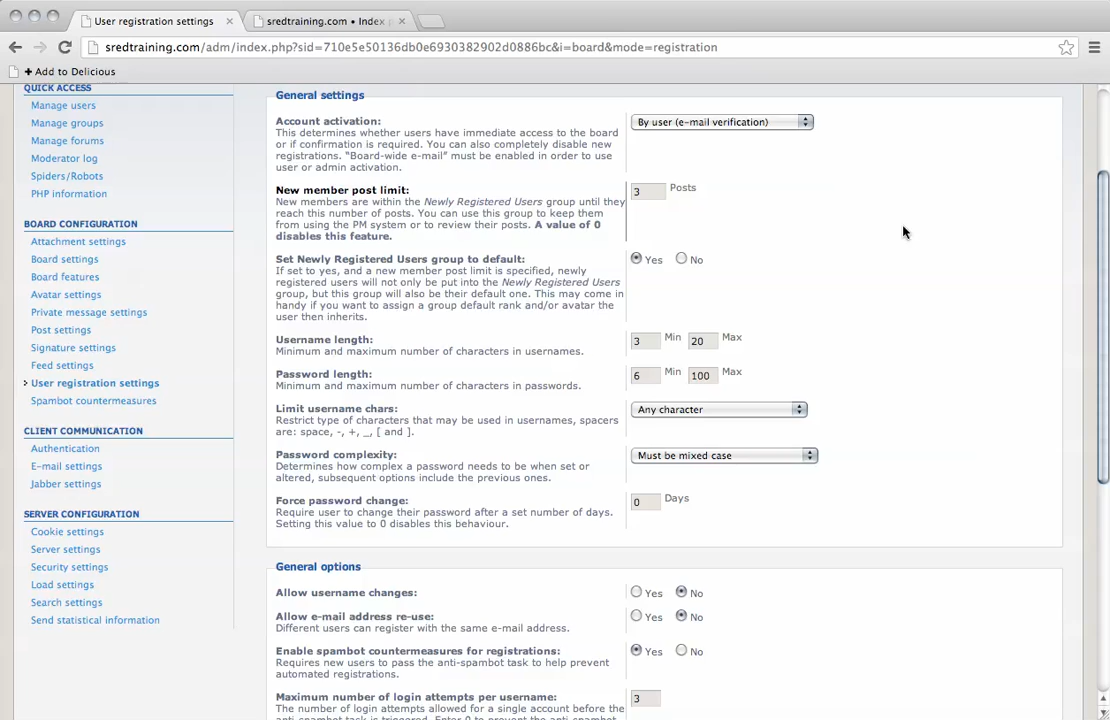 User registration settings
sredtraining.com • Index
sredtraining.com/adm/index.php?sid=710e5e50136db0e6930382902d0886bc&i=board&mode=registration
+ Add to Delicious
QUICK ACCESS
Manage users
Manage groups
Manage forums
Moderator log
Spiders/Robots
PHP information
BOARD CONFIGURATION
Attachment settings
Board settings
Board features
Avatar settings
Private message settings
Post settings
Signature settings
Feed settings
User registration settings
Spambot countermeasures
CLIENT COMMUNICATION
Authentication
E-mail settings
Jabber settings
SERVER CONFIGURATION
Cookie settings
Server settings
Security settings
Load settings
Search settings
Send statistical information
General settings
Account activation:
This determines whether users have immediate access to the board
or if confirmation is required. You can also completely disable new
registrations. “Board-wide e-mail” must be enabled in order to use
user or admin activation.
By user (e-mail verification)
New member post limit:
New members are within the Newly Registered Users group until they
reach this number of posts. You can use this group to keep them
from using the PM system or to review their posts. A value of 0
disables this feature.
3 Posts
Set Newly Registered Users group to default:
If set to yes, and a new member post limit is specified, newly
registered users will not only be put into the Newly Registered Users
group, but this group will also be their default one. This may come in
handy if you want to assign a group default rank and/or avatar the
user then inherits.
Yes No
Username length:
Minimum and maximum number of characters in usernames.
3 Min 20 Max
Password length:
Minimum and maximum number of characters in passwords.
6 Min 100 Max
Limit username chars:
Restrict type of characters that may be used in usernames, spacers
are: space, -, +, _, [ and ].
Any character
Password complexity:
Determines how complex a password needs to be when set or
altered, subsequent options include the previous ones.
Must be mixed case
Force password change:
Require user to change their password after a set number of days.
Setting this value to 0 disables this behaviour.
0 Days
General options
Allow username changes:
Yes No
Allow e-mail address re-use:
Different users can register with the same e-mail address.
Yes No
Enable spambot countermeasures for registrations:
Requires new users to pass the anti-spambot task to help prevent
automated registrations.
Yes No
Maximum number of login attempts per username:
The number of login attempts allowed for a single account before the
anti-spambot task is triggered. Enter 0 to prevent the anti-spambot
3